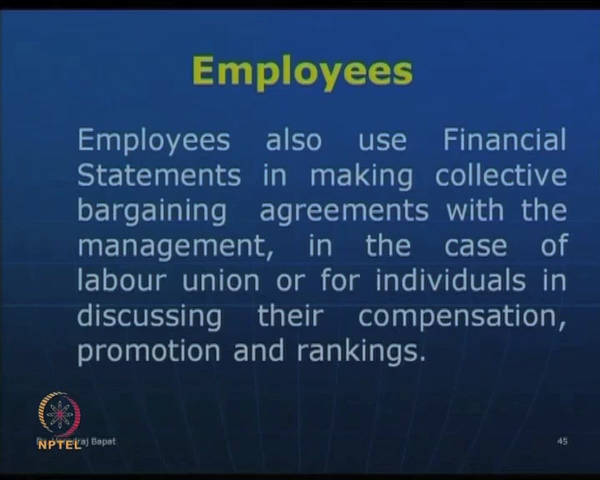 Employees
Employees also use Financial
Statements in making collective
bargaining agreements with the
management, in the case of
labour union or for individuals in
discussing their compensation,
promotion and rankings.
raj Bapat
NPTEL
45